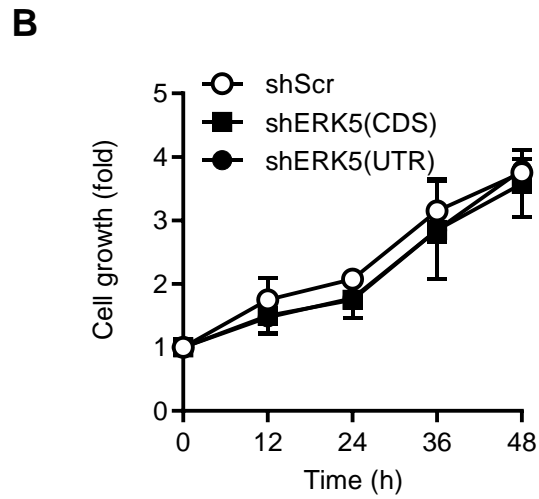 B
shScr
shERK5(CDS)
shERK5(UTR)
Cell growth (fold)
5
4
3
2
1
0
0 12 24 36 48
Time (h)